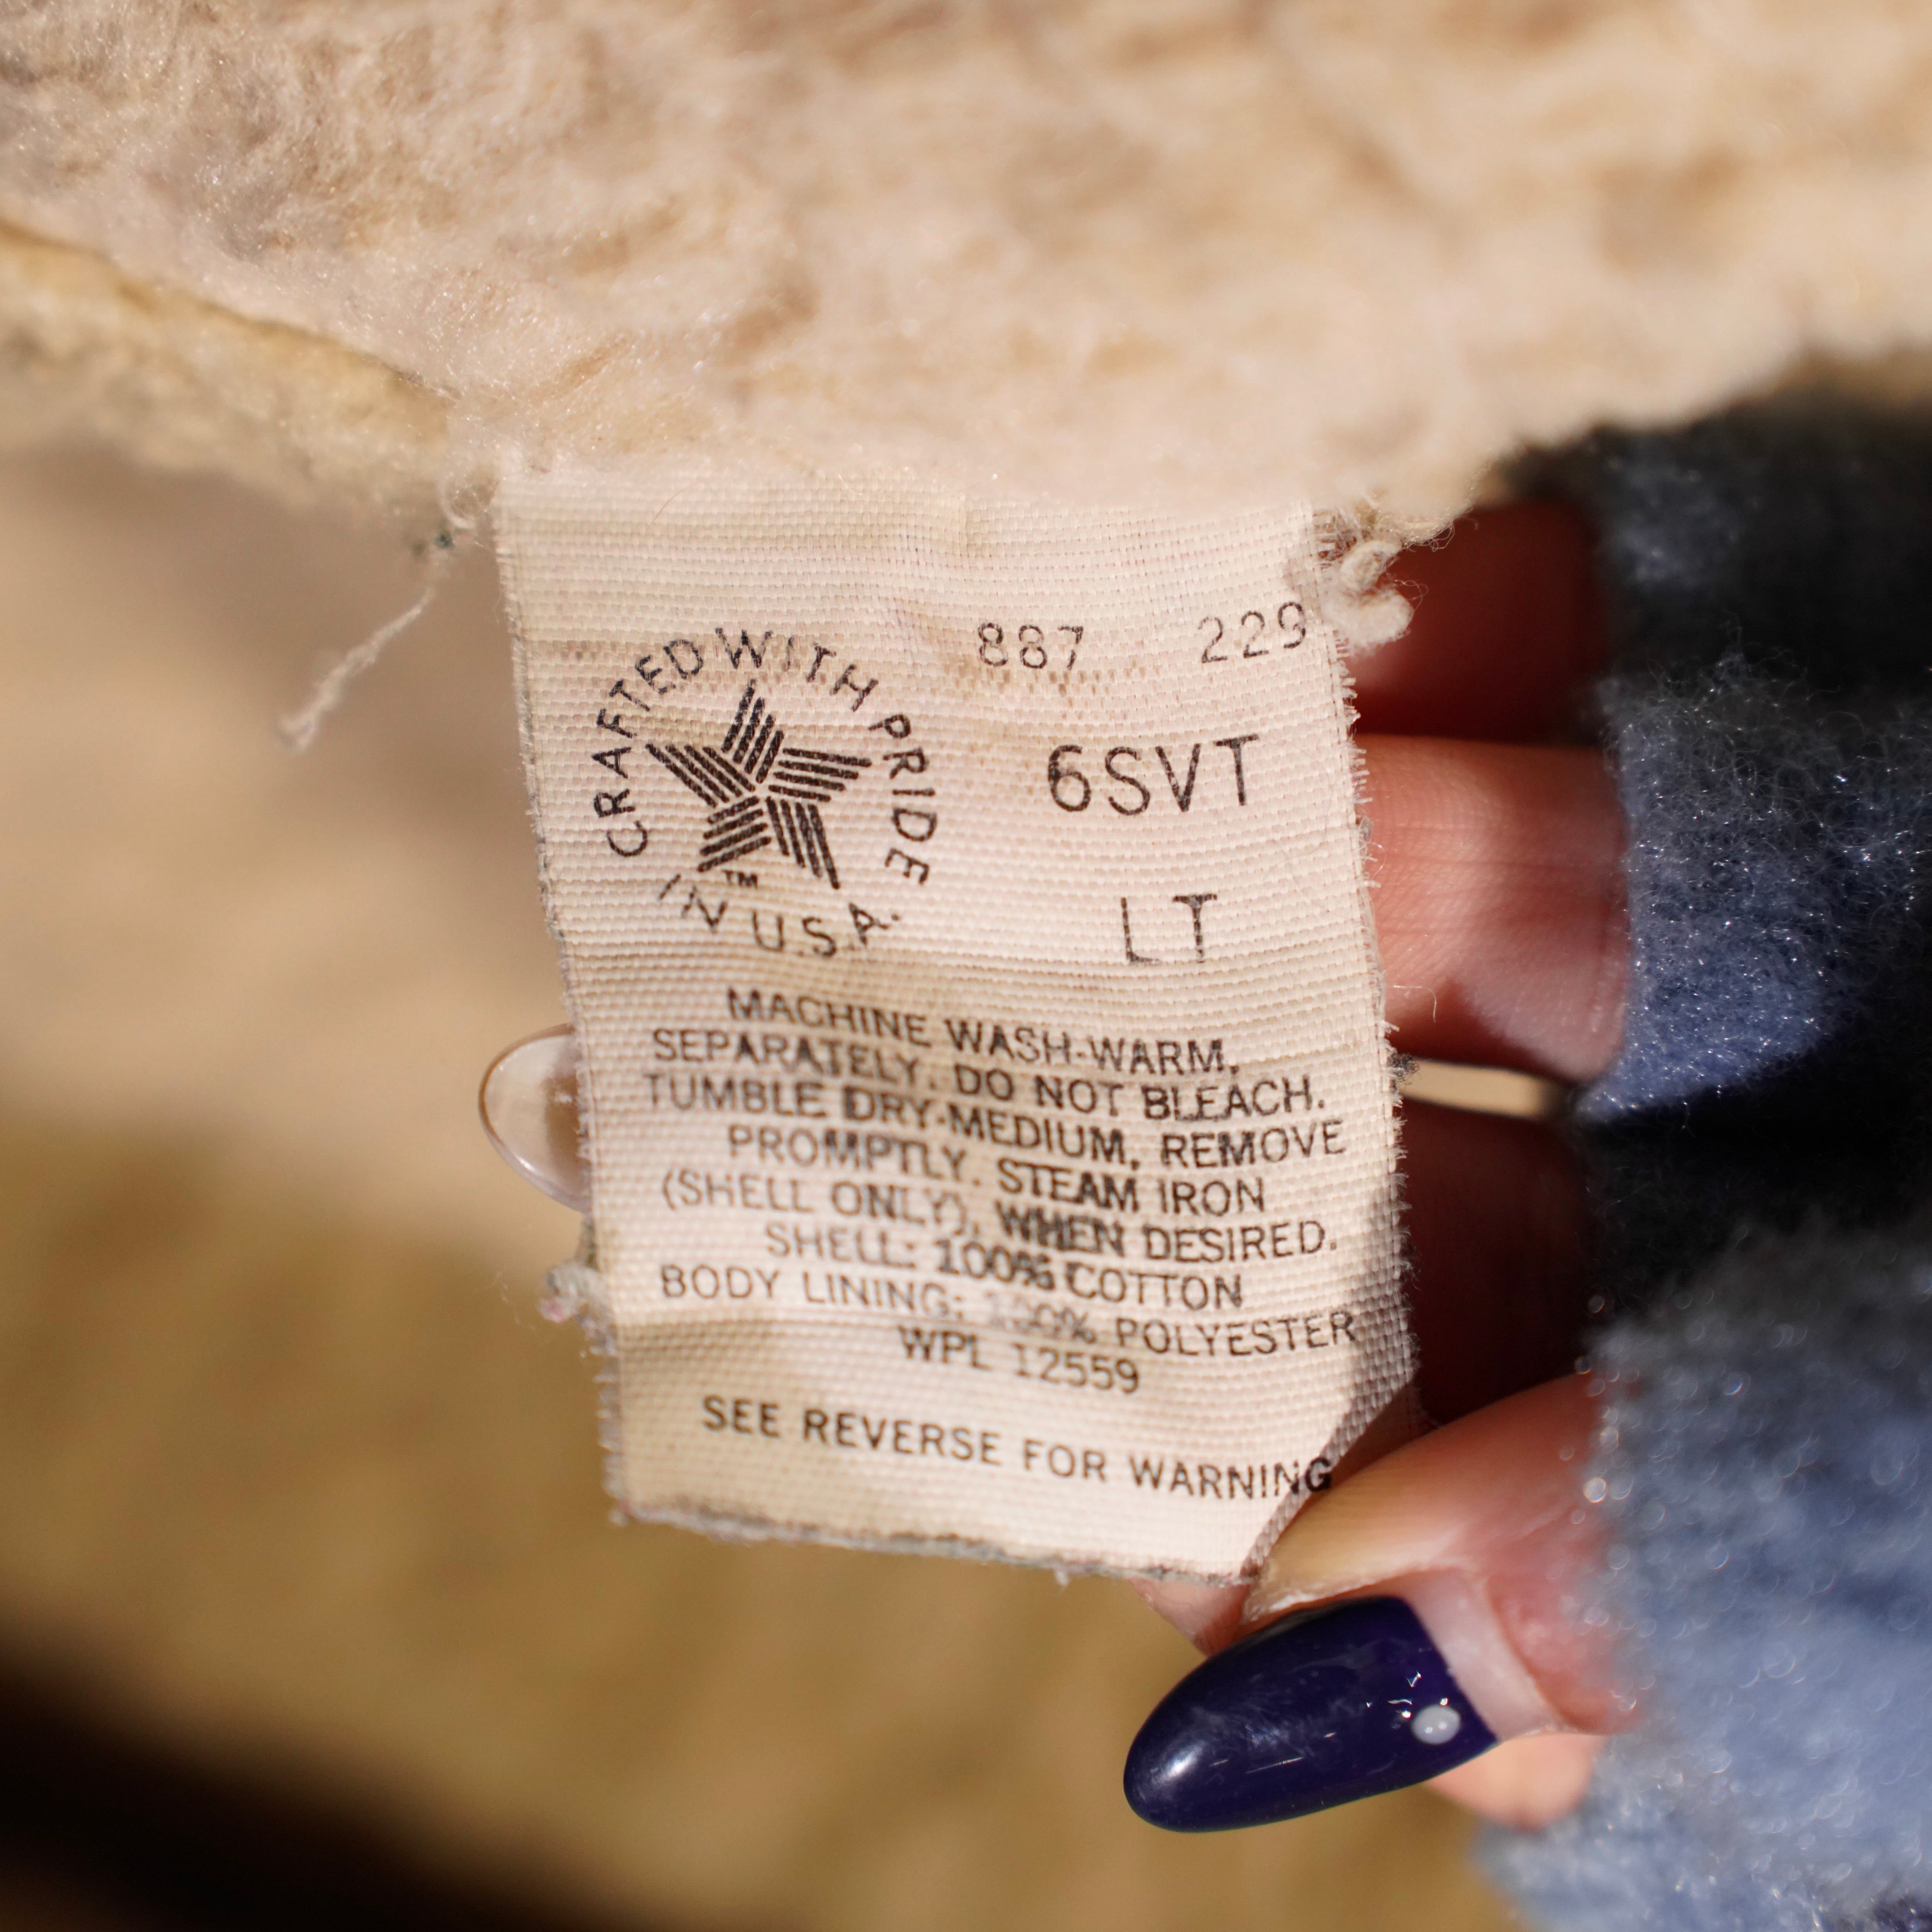 887 229
CRAFTED WITH PRIDE
IN U.S.A.
TM
6SVT
LT
MACHINE WASH-WARM,
SEPARATELY. DO NOT BLEACH.
TUMBLE DRY-MEDIUM, REMOVE
PROMPTLY. STEAM IRON
(SHELL ONLY), WHEN DESIRED.
SHELL: 100% COTTON
BODY LINING: 100% POLYESTER
WPL 12559
SEE REVERSE FOR WARNING